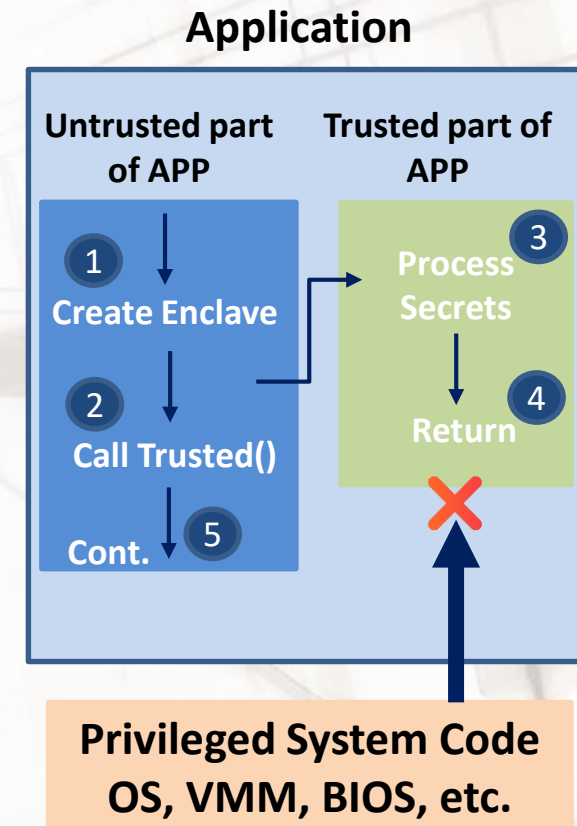 Application
Untrusted part
of APP
1
Create Enclave
2
Call Trusted()
5
Cont.
Trusted part of
APP
3
Process
Secrets
4
Return
Privileged System Code
OS, VMM, BIOS, etc.